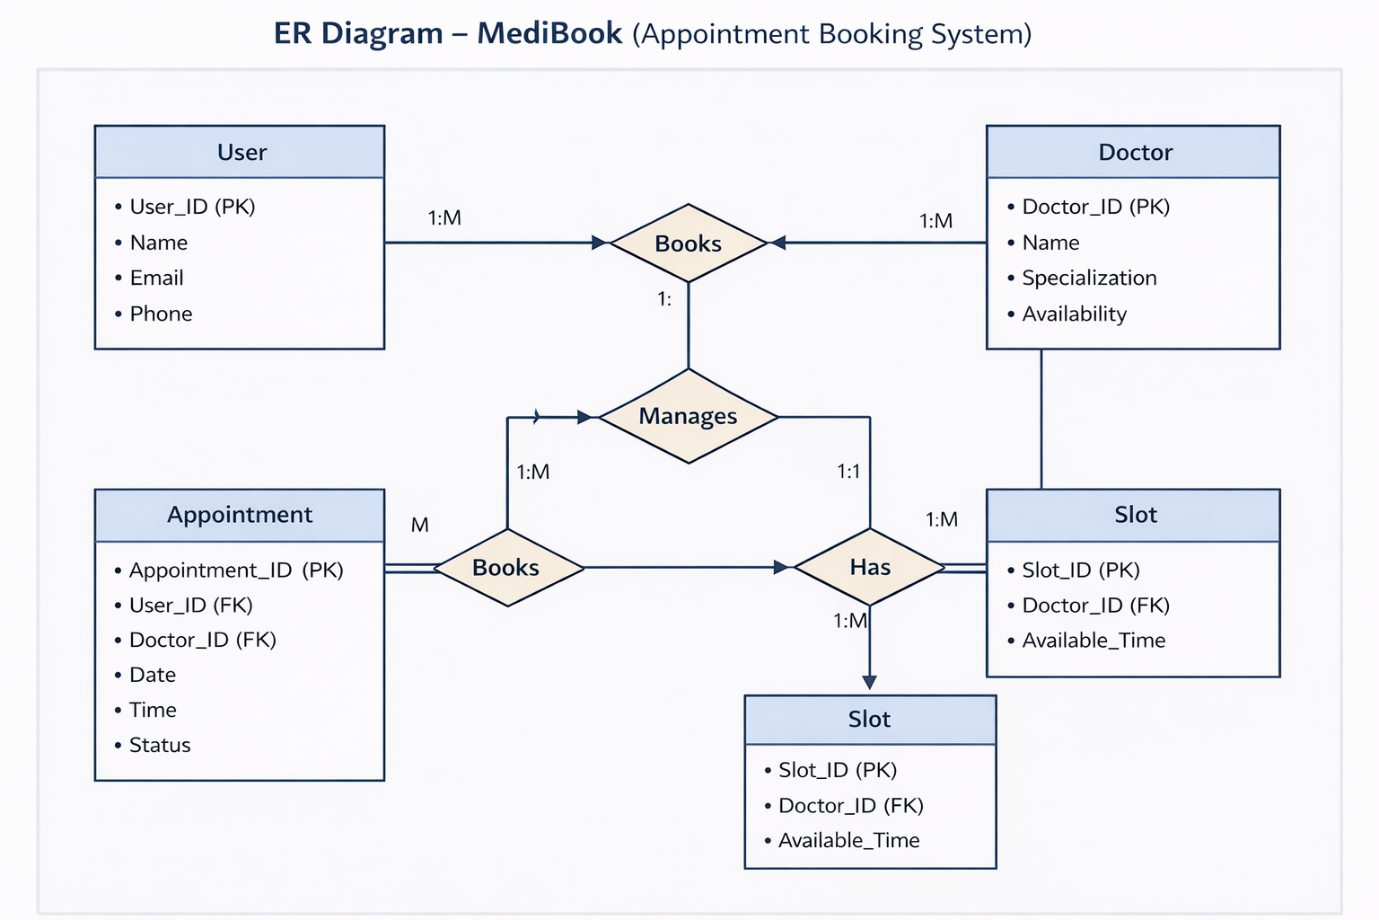 ER Diagram – MediBook (Appointment Booking System)
User
• User_ID (PK)
• Name
• Email
• Phone
1:M
Books
1:M
Doctor
• Doctor_ID (PK)
• Name
• Specialization
• Availability
1:
Manages
1:M
1:1
Appointment
• Appointment_ID (PK)
• User_ID (FK)
• Doctor_ID (FK)
• Date
• Time
• Status
M
Books
Has
1:M
1:M
Slot
• Slot_ID (PK)
• Doctor_ID (FK)
• Available_Time
Slot
• Slot_ID (PK)
• Doctor_ID (FK)
• Available_Time